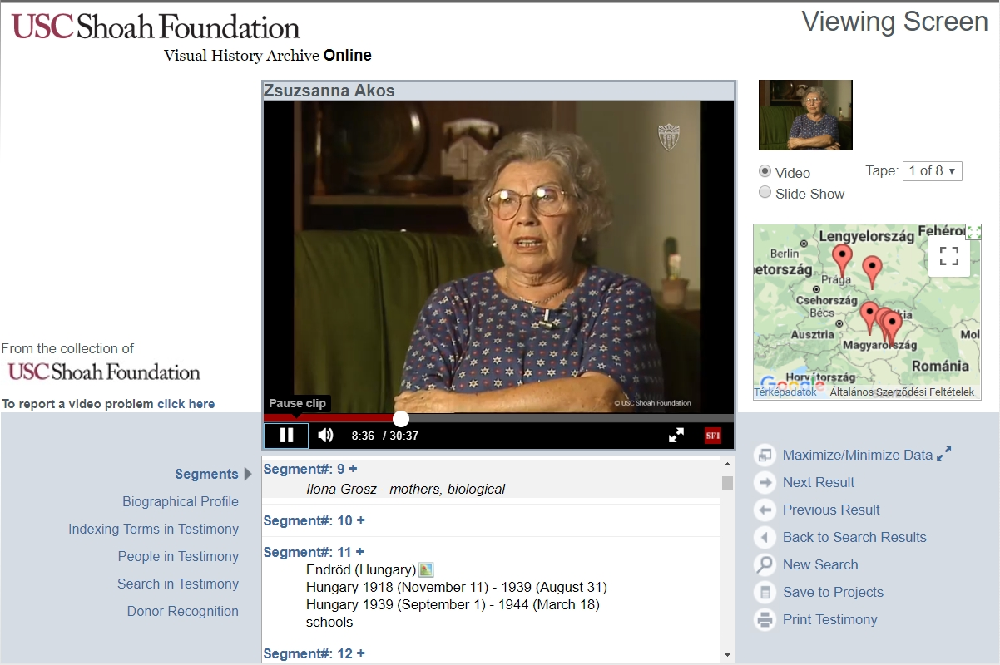 USC Shoah Foundation
Visual History Archive Online
Viewing Screen
Zsuzsanna Akos
© USC Shoah Foundation
Pause clip
8:36 / 30:37
SFI
Video
Slide Show
Tape: 1 of 8
Lengyelország
Berlin
etország
Prága
Csehország
Bécs
kia
Ausztria
Magyarország
Mol
Románia
Horvátország
Google
Térképadatok
Általános Szerződési Feltételek
From the collection of
USC Shoah Foundation
To report a video problem click here
Segments
Biographical Profile
Indexing Terms in Testimony
People in Testimony
Search in Testimony
Donor Recognition
Segment#: 9 +
Ilona Grosz - mothers, biological
Segment#: 10 +
Segment#: 11 +
Endröd (Hungary)
Hungary 1918 (November 11) - 1939 (August 31)
Hungary 1939 (September 1) - 1944 (March 18)
schools
Segment#: 12 +
Maximize/Minimize Data
Next Result
Previous Result
Back to Search Results
New Search
Save to Projects
Print Testimony